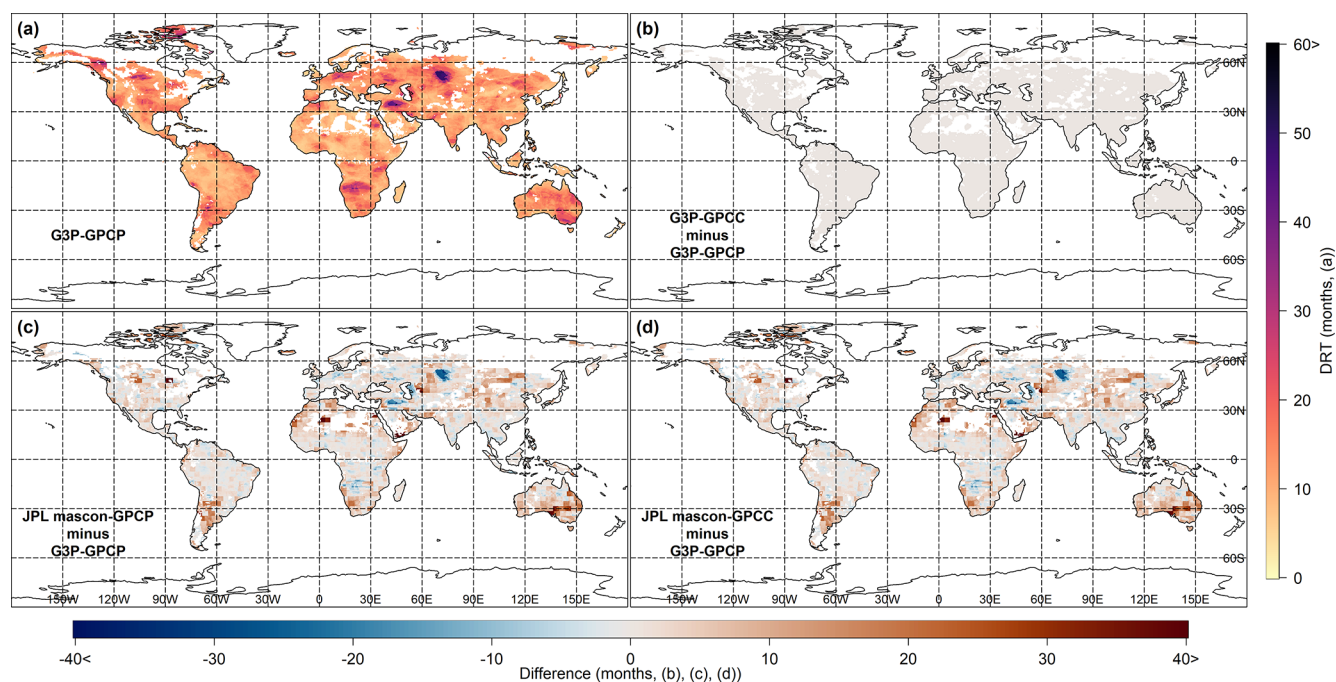 (a)
G3P-GPCP
(b)
G3P-GPCC
minus
G3P-GPCP
60N
30N
0
30S
60S
(c)
JPL mascon-GPCP
minus
G3P-GPCP
150W 120W 90W 60W 30W 0 30E 60E 90E 120E 150E
(d)
JPL mascon-GPCC
minus
G3P-GPCP
60N
30N
0
30S
60S
150W 120W 90W 60W 30W 0 30E 60E 90E 120E 150E
60>
50
40
30
20
10
0
DRT (months, (a))
-40< -30 -20 -10 0 10 20 30 40>
Difference (months, (b), (c), (d))